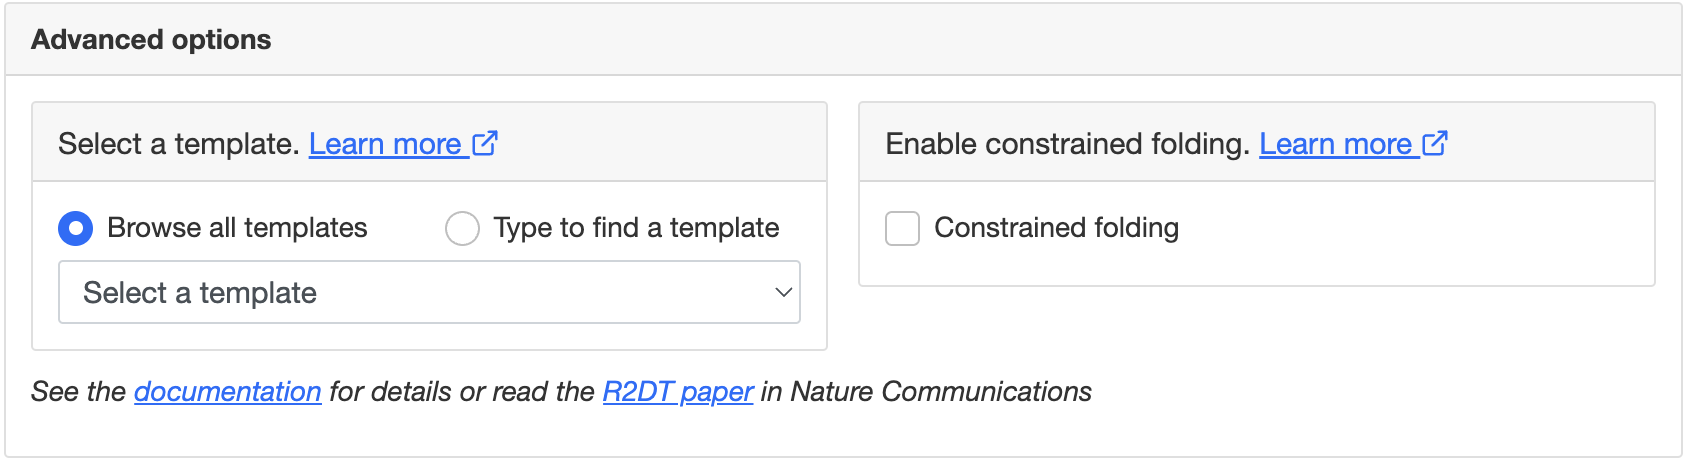 Advanced options
Select a template. Learn more
Browse all templates
Type to find a template
Select a template
Enable constrained folding. Learn more
Constrained folding
See the documentation for details or read the R2DT paper in Nature Communications